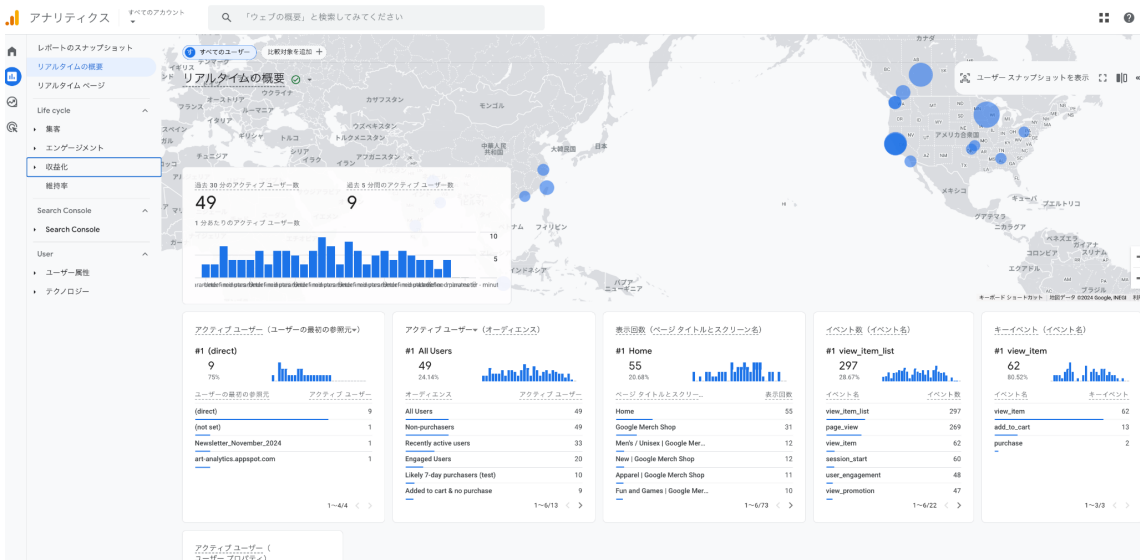 アナリティクス
すべてのアカウント
「ウェブの概要」と検索してみてください
レポートのスナップショット
リアルタイムの概要
リアルタイム ページ
Life cycle
集客
エンゲージメント
収益化
維持率
Search Console
Search Console
User
ユーザー属性
テクノロジー
すべてのユーザー
比較対象を追加 +
リアルタイムの概要
ユーザー スナップショットを表示
イギリス
デンマーク
ウクライナ
オーストリア
フランス
ルーマニア
イタリア
スペイン
ギリシャ
トルコ
チュニジア
シリア
イラク
イラン
カザフスタン
ウズベキスタン
トルクメニスタン
アフガニスタン
モンゴル
中華人民
共和国
大韓民国
日本
フィリピン
インドネシア
パプア
ニューギニア
カナダ
アメリカ合衆国
メキシコ
キューバ
プエルトリコ
グアテマラ
ニカラグア
ベネズエラ
ガイアナ
コロンビア
スリナム
エクアドル
ブラジル
過去 30 分のアクティブ ユーザー数
49
過去 5 分間のアクティブ ユーザー数
9
1 分あたりのアクティブ ユーザー数
10
5
キーボード ショートカット
地図データ ©2024 Google, INEGI
アクティブ ユーザー（ユーザーの最初の参照元▾）
#1 (direct)
9
75%
ユーザーの最初の参照元 アクティブ ユーザー
(direct) 9
(not set) 1
Newsletter_November_2024 1
art-analytics.appspot.com 1
1～4/4
アクティブ ユーザー▾（オーディエンス）
#1 All Users
49
24.14%
オーディエンス アクティブ ユーザー
All Users 49
Non-purchasers 49
Recently active users 33
Engaged Users 20
Likely 7-day purchasers (test) 10
Added to cart & no purchase 9
1～6/13
表示回数（ページ タイトルとスクリーン名）
#1 Home
55
20.68%
ページ タイトルとスクリー... 表示回数
Home 55
Google Merch Shop 31
Men's / Unisex | Google Mer... 12
New | Google Merch Shop 12
Apparel | Google Merch Shop 11
Fun and Games | Google Mer... 10
1～6/73
イベント数（イベント名）
#1 view_item_list
297
28.67%
イベント名 イベント数
view_item_list 297
page_view 269
view_item 62
session_start 60
user_engagement 48
view_promotion 47
1～6/22
キーイベント（イベント名）
#1 view_item
62
80.52%
イベント名 キーイベント
view_item 62
add_to_cart 13
purchase 2
1～3/3
アクティブ ユーザー（
ユーザー プロパティ）